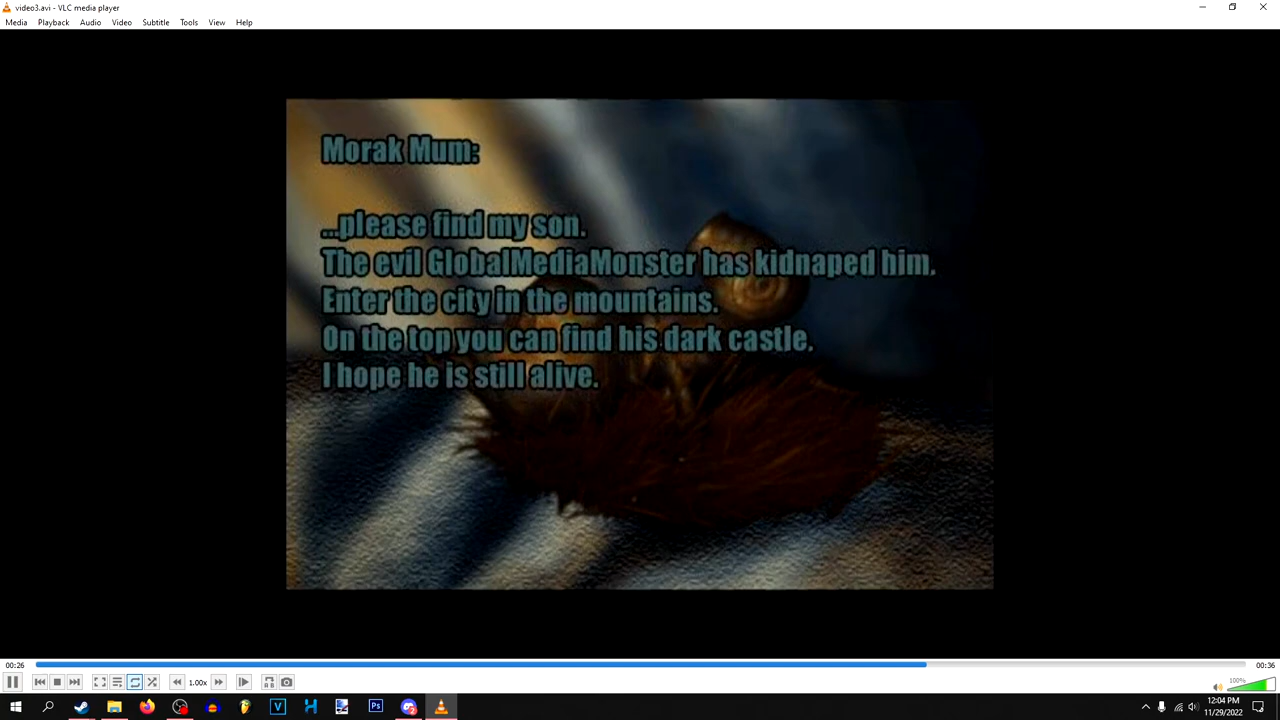 video3.avi - VLC media player
Media Playback Audio Video Subtitle Tools View Help
Morak Mum:
...please find my son.
The evil GlobalMediaMonster has kidnaped him.
Enter the city in the mountains.
On the top you can find his dark castle.
I hope he is still alive.
00:26
00:36
1.00x
100%
V
Ps
12:04 PM
11/29/2022